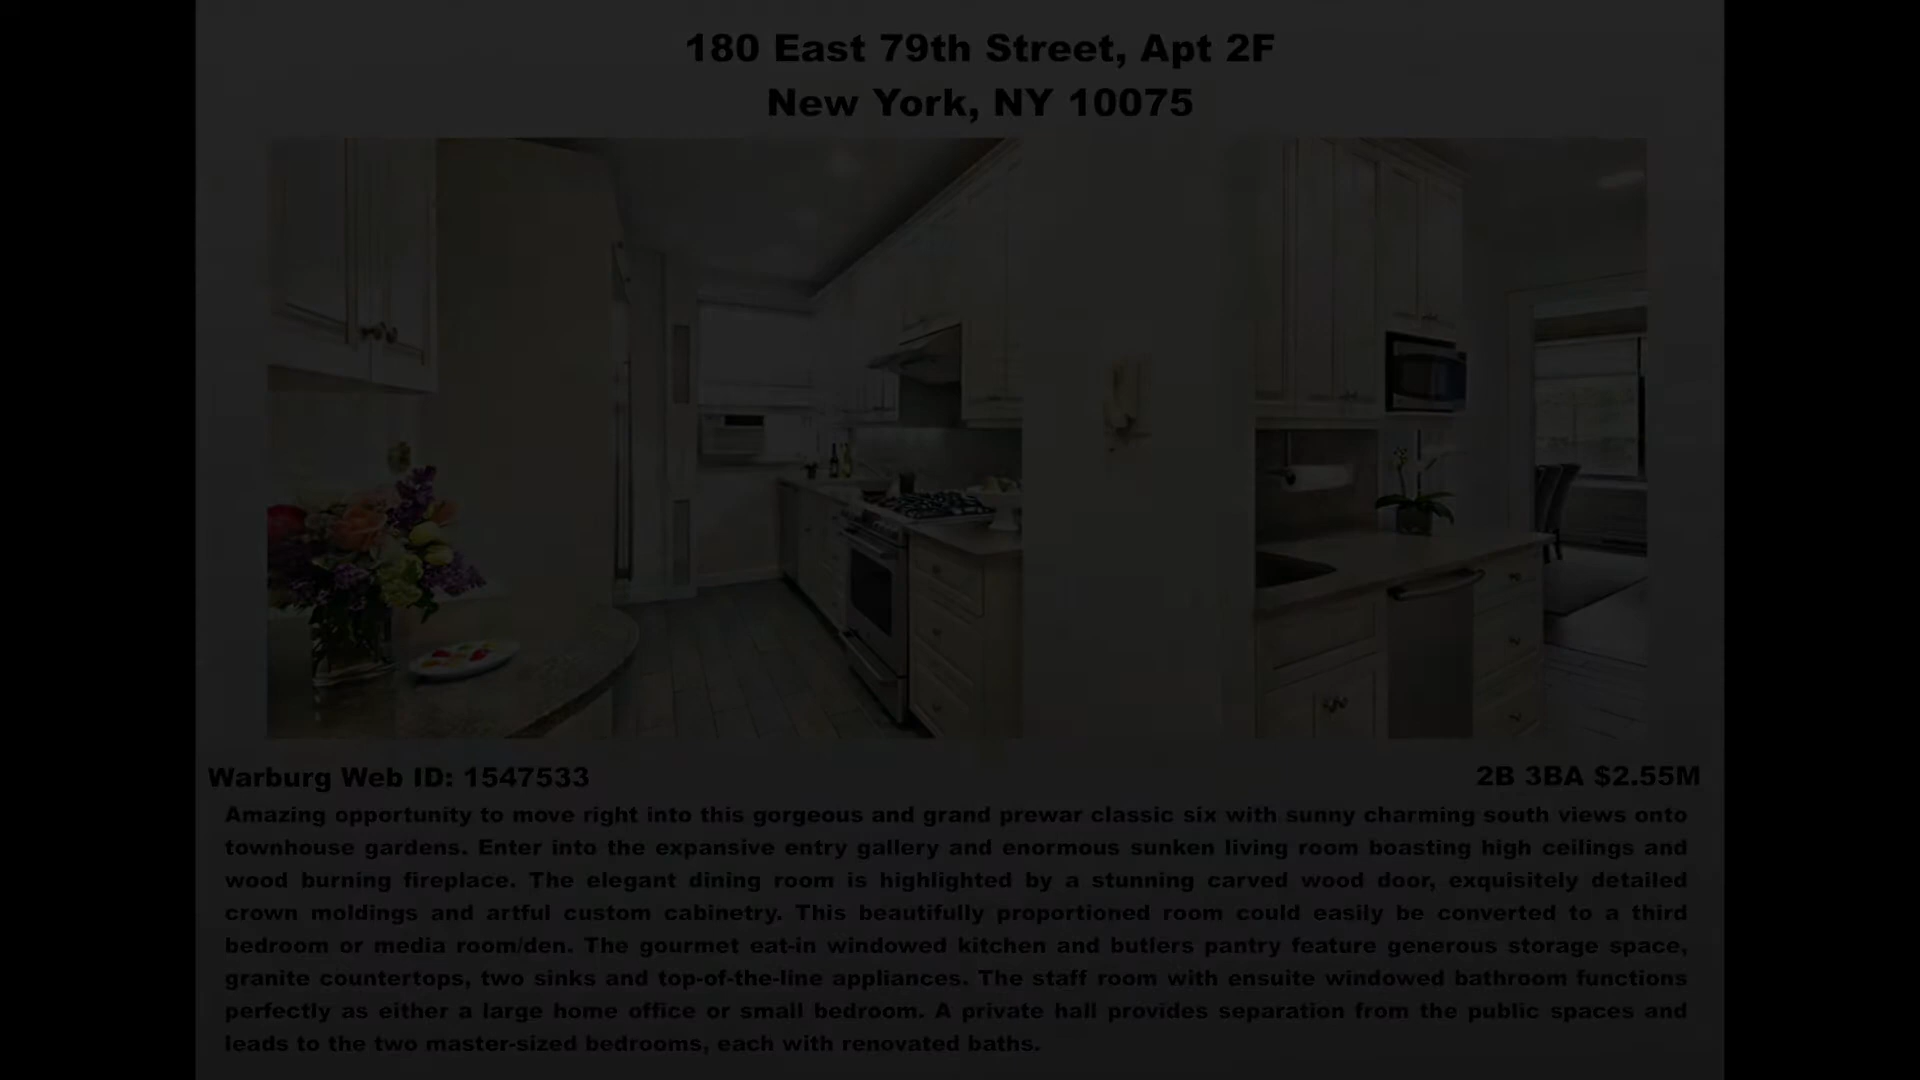 180 East 79th Street, Apt 2F
New York, NY 10075
Warburg Web ID: 1547533
2B 3BA $2.55M
Amazing opportunity to move right into this gorgeous and grand prewar classic six with sunny charming south views onto
townhouse gardens. Enter into the expansive entry gallery and enormous sunken living room boasting high ceilings and
wood burning fireplace. The elegant dining room is highlighted by a stunning carved wood door, exquisitely detailed
crown moldings and artful custom cabinetry. This beautifully proportioned room could easily be converted to a third
bedroom or media room/den. The gourmet eat-in windowed kitchen and butlers pantry feature generous storage space,
granite countertops, two sinks and top-of-the-line appliances. The staff room with ensuite windowed bathroom functions
perfectly as either a large home office or small bedroom. A private hall provides separation from the public spaces and
leads to the two master-sized bedrooms, each with renovated baths.